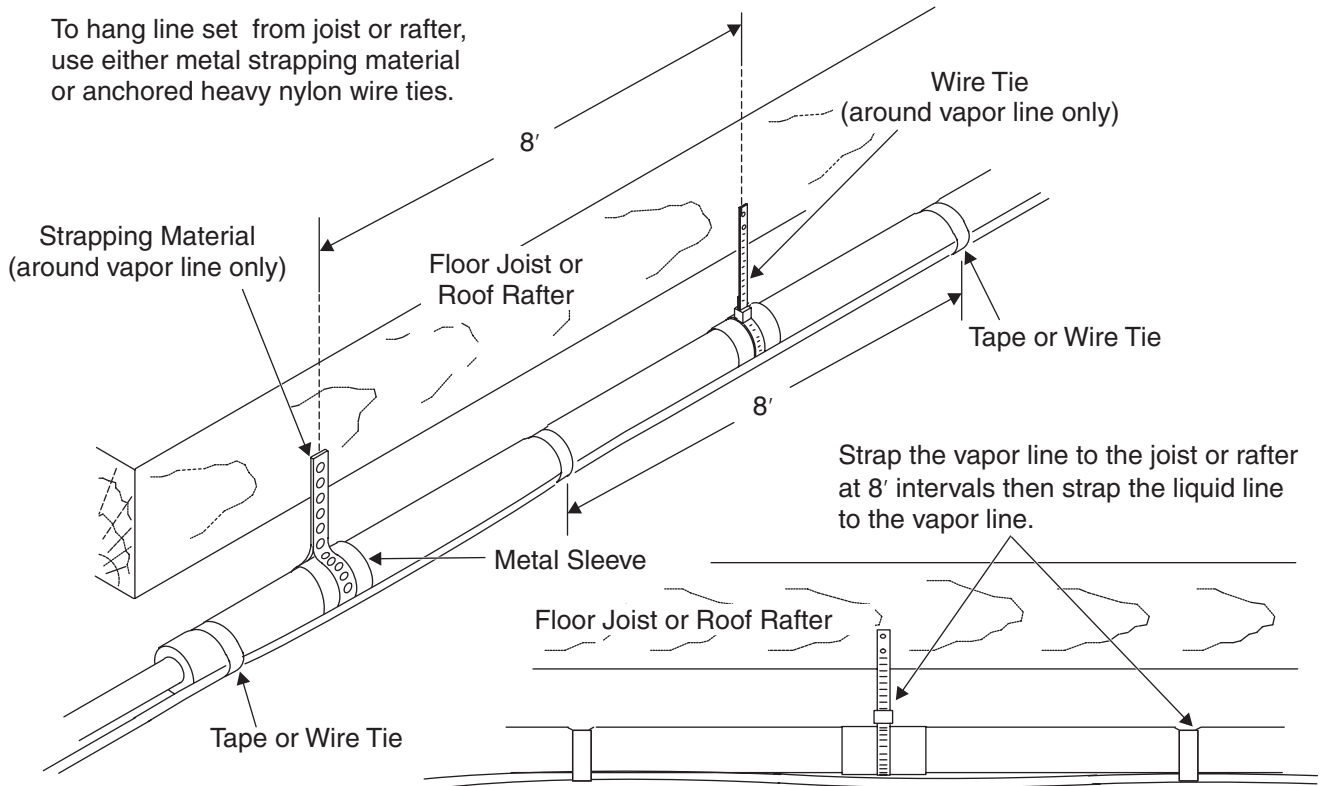 To hang line set from joist or rafter,
use either metal strapping material
or anchored heavy nylon wire ties.
8′
Wire Tie
(around vapor line only)
Strapping Material
(around vapor line only)
Floor Joist or
Roof Rafter
Tape or Wire Tie
8′
Strap the vapor line to the joist or rafter
at 8′ intervals then strap the liquid line
to the vapor line.
Metal Sleeve
Floor Joist or Roof Rafter
Tape or Wire Tie